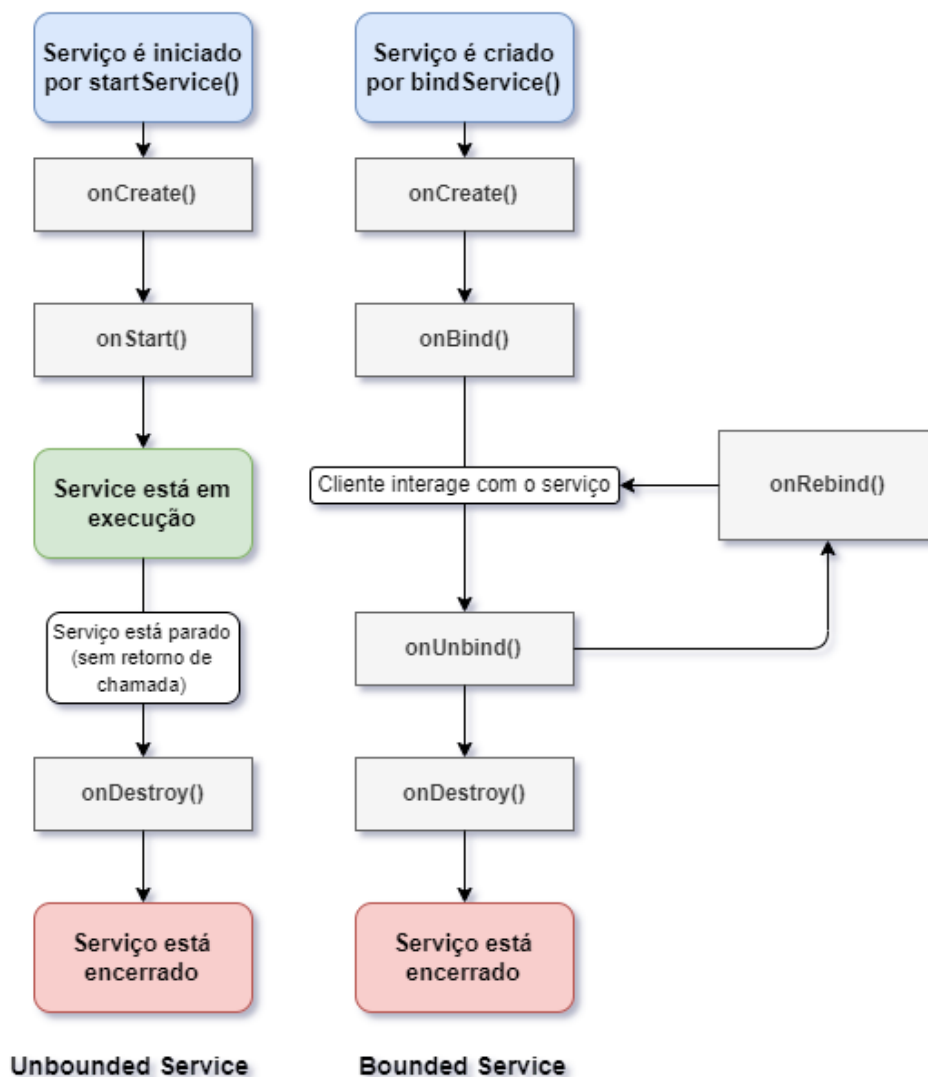 Serviço é iniciado
por startService()
onCreate()
onStart()
Service está em
execução
Serviço está parado
(sem retorno de
chamada)
onDestroy()
Serviço está
encerrado
Unbounded Service
Serviço é criado
por bindService()
onCreate()
onBind()
Cliente interage com o serviço
onRebind()
onUnbind()
onDestroy()
Serviço está
encerrado
Bounded Service